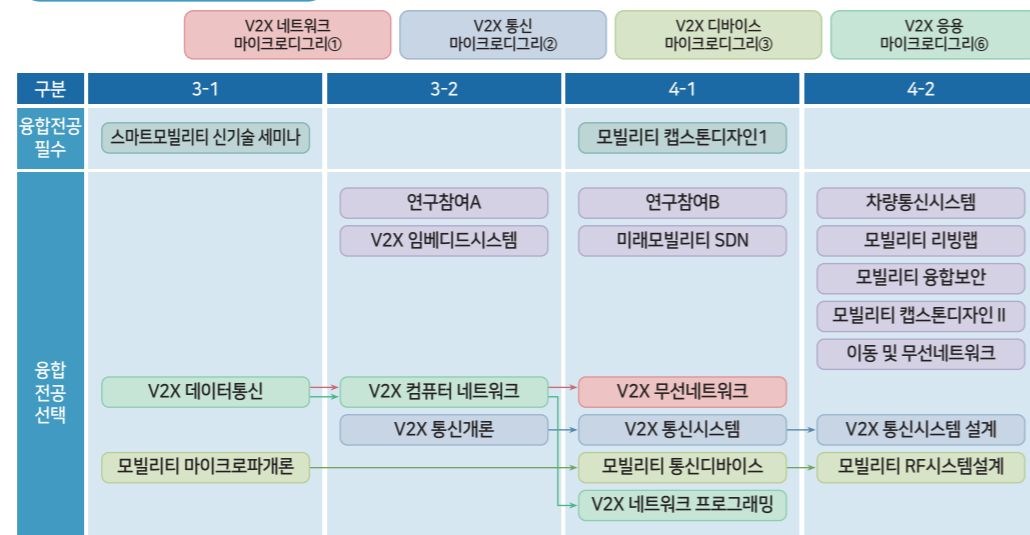 V2X 네트워크
마이크로디그리①
V2X 통신
마이크로디그리②
V2X 디바이스
마이크로디그리③
V2X 응용
마이크로디그리⑥
구분 3-1 3-2 4-1 4-2
융합전공
필수
스마트모빌리티 신기술 세미나 모빌리티 캡스톤디자인1
융합
전공
선택
연구참여A 연구참여B 차량통신시스템
V2X 임베디드시스템 미래모빌리티 SDN 모빌리티 리빙랩
모빌리티 융합보안
모빌리티 캡스톤디자인 II
이동 및 무선네트워크
V2X 데이터통신 V2X 컴퓨터 네트워크 V2X 무선네트워크
V2X 통신개론 V2X 통신시스템 V2X 통신시스템 설계
모빌리티 마이크로파개론 모빌리티 통신디바이스 모빌리티 RF시스템설계
V2X 네트워크 프로그래밍